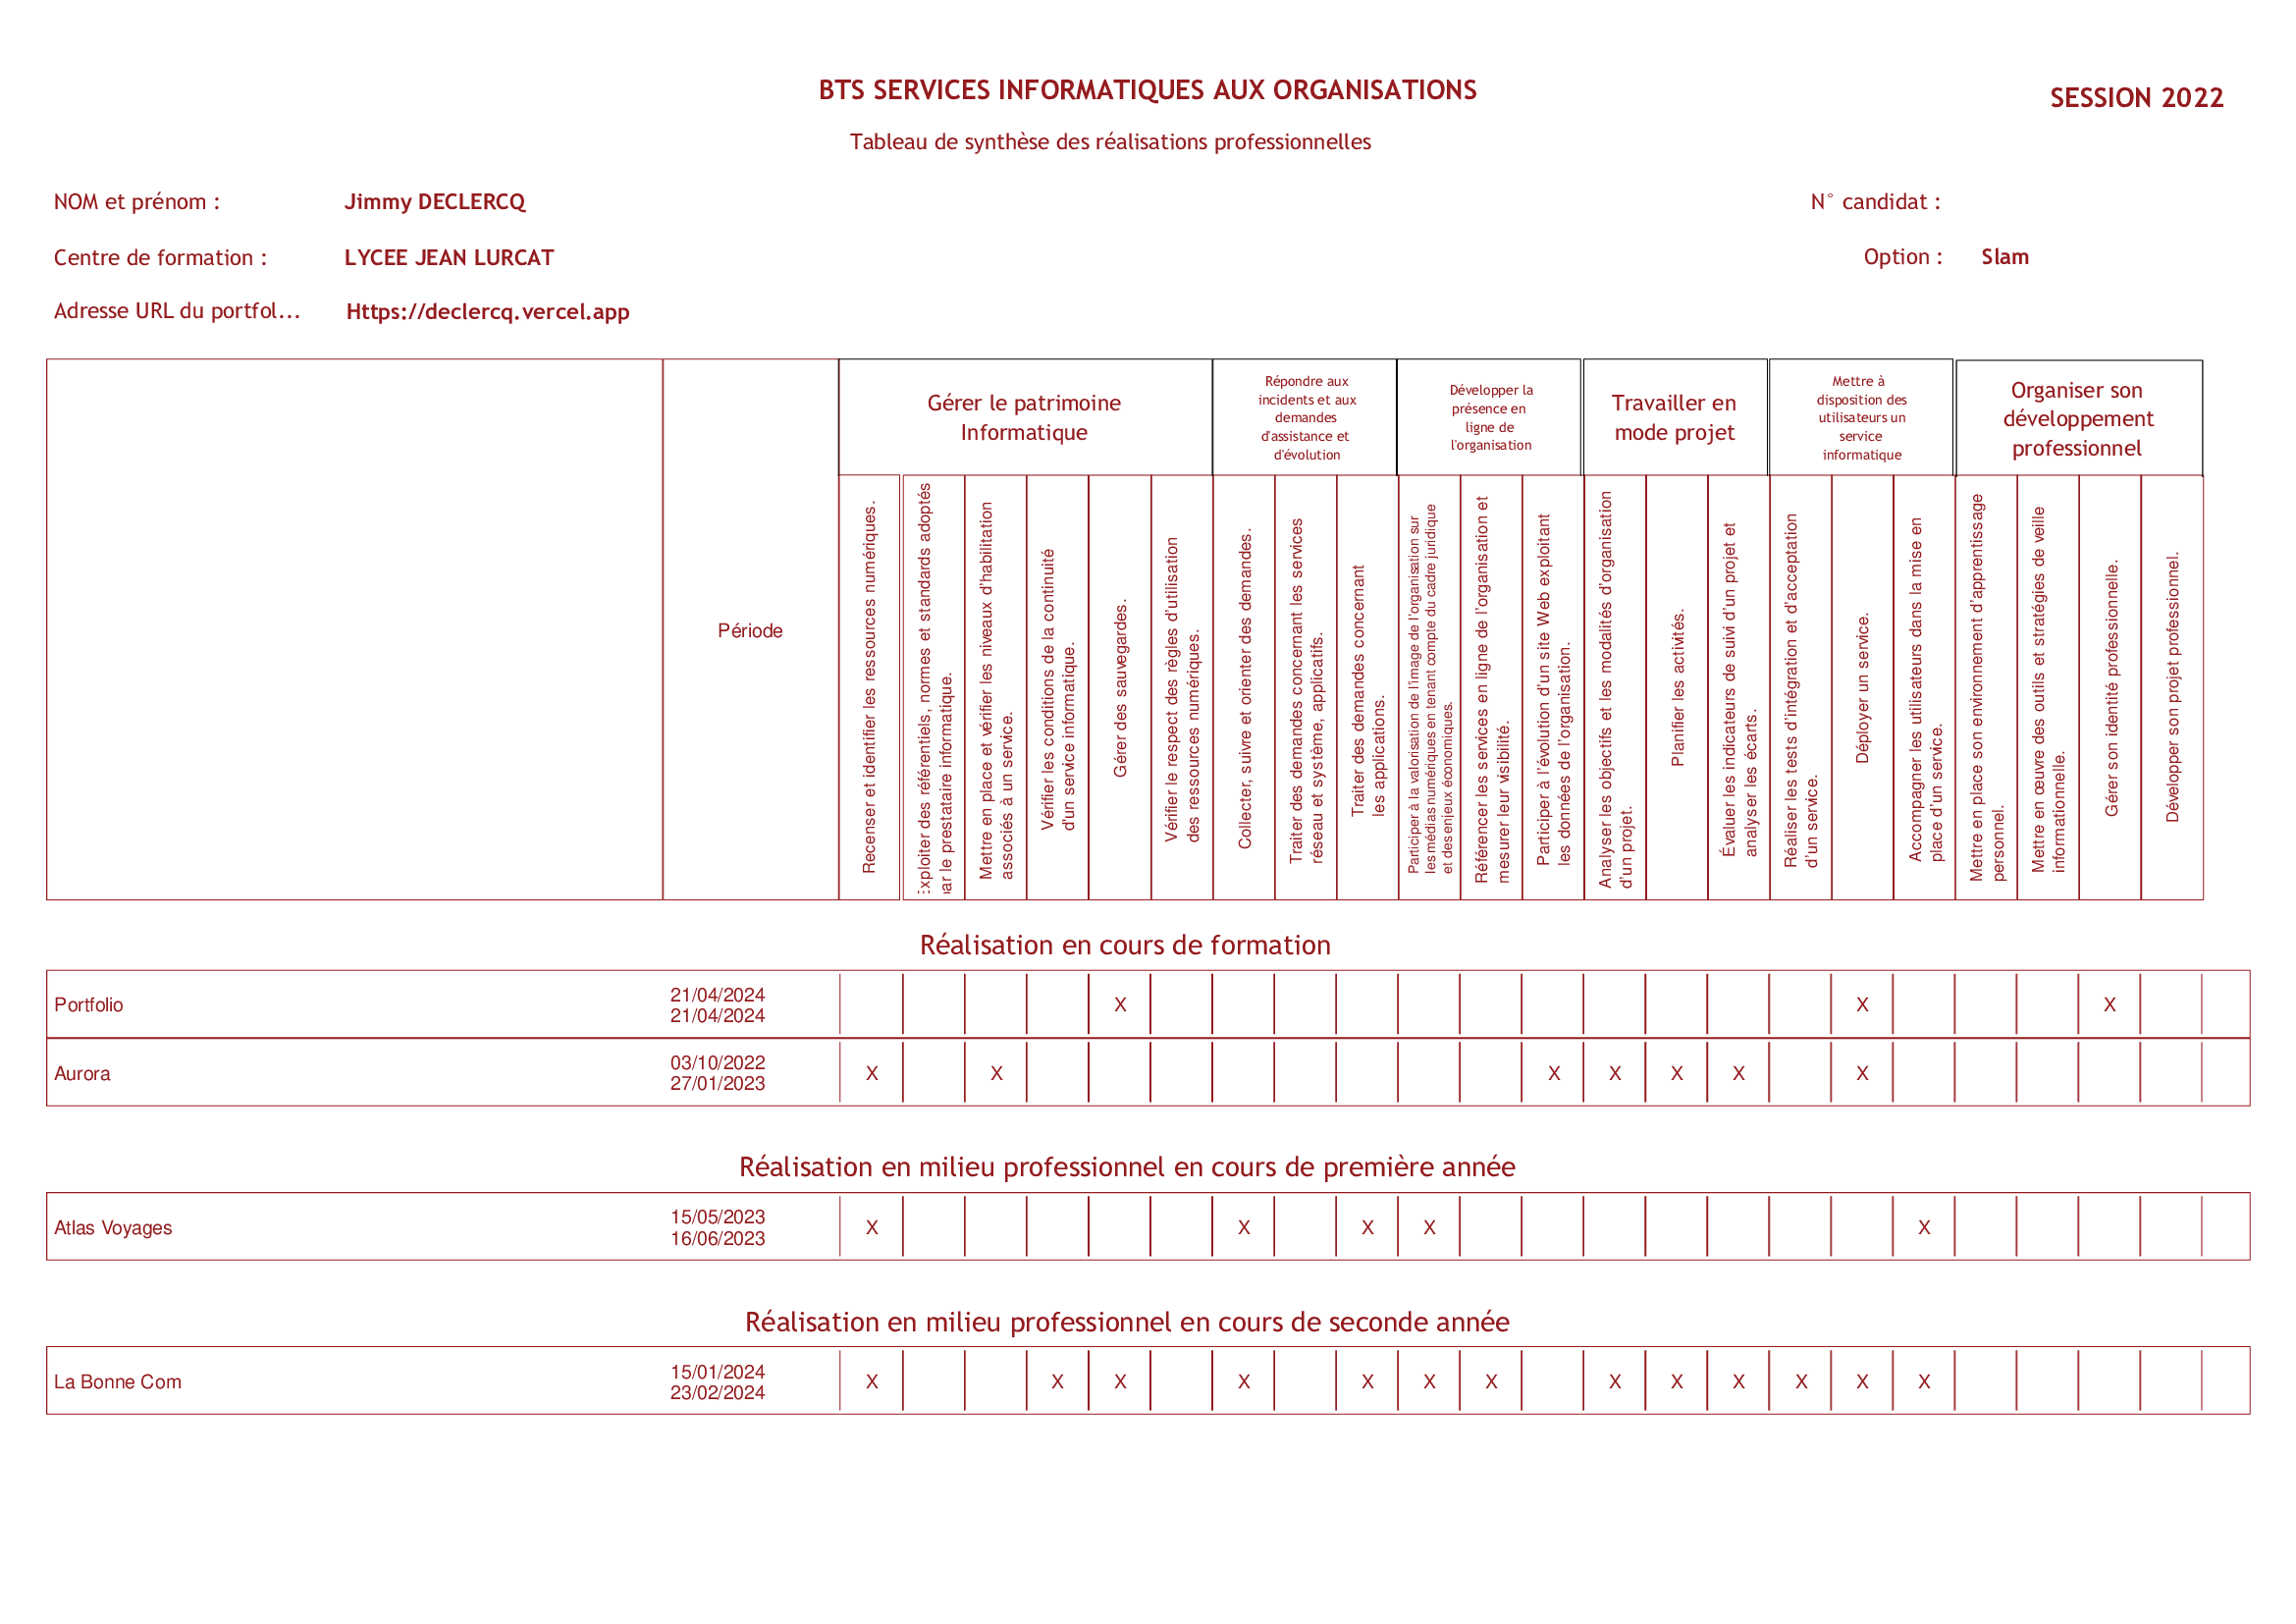 BTS SERVICES INFORMATIQUES AUX ORGANISATIONS
SESSION 2022
Tableau de synthèse des réalisations professionnelles
NOM et prénom : Jimmy DECLERCQ
N° candidat :
Centre de formation : LYCEE JEAN LURCAT
Option : Slam
Adresse URL du portfol... Https://declercq.vercel.app
Période
Gérer le patrimoine
Informatique
Répondre aux
incidents et aux
demandes
d'assistance et
d'évolution
Développer la
présence en
ligne de
l'organisation
Travailler en
mode projet
Mettre à
disposition des
utilisateurs un
service
informatique
Organiser son
développement
professionnel
Recenser et identifier les ressources numériques.
Exploiter des référentiels, normes et standards adoptés
par le prestataire informatique.
Mettre en place et vérifier les niveaux d'habilitation
associés à un service.
Vérifier les conditions de la continuité
d'un service informatique.
Gérer des sauvegardes.
Vérifier le respect des règles d'utilisation
des ressources numériques.
Collecter, suivre et orienter des demandes.
Traiter des demandes concernant les services
réseau et système, applicatifs.
Traiter des demandes concernant
les applications.
Participer à la valorisation de l'image de l'organisation sur
les médias numériques en tenant compte du cadre juridique
et des enjeux économiques.
Référencer les services en ligne de l'organisation et
mesurer leur visibilité.
Participer à l'évolution d'un site Web exploitant
les données de l'organisation.
Analyser les objectifs et les modalités d'organisation
d'un projet.
Planifier les activités.
Évaluer les indicateurs de suivi d'un projet et
analyser les écarts.
Réaliser les tests d'intégration et d'acceptation
d'un service.
Déployer un service.
Accompagner les utilisateurs dans la mise en
place d'un service.
Mettre en place son environnement d'apprentissage
personnel.
Mettre en œuvre des outils et stratégies de veille
informationnelle.
Gérer son identité professionnelle.
Développer son projet professionnel.
Réalisation en cours de formation
Portfolio 21/04/2024 X X X
21/04/2024
Aurora 03/10/2022 X X X X X X X
27/01/2023
Réalisation en milieu professionnel en cours de première année
Atlas Voyages 15/05/2023 X X X X X
16/06/2023
Réalisation en milieu professionnel en cours de seconde année
La Bonne Com 15/01/2024 X X X X X X X X X X X X X
23/02/2024